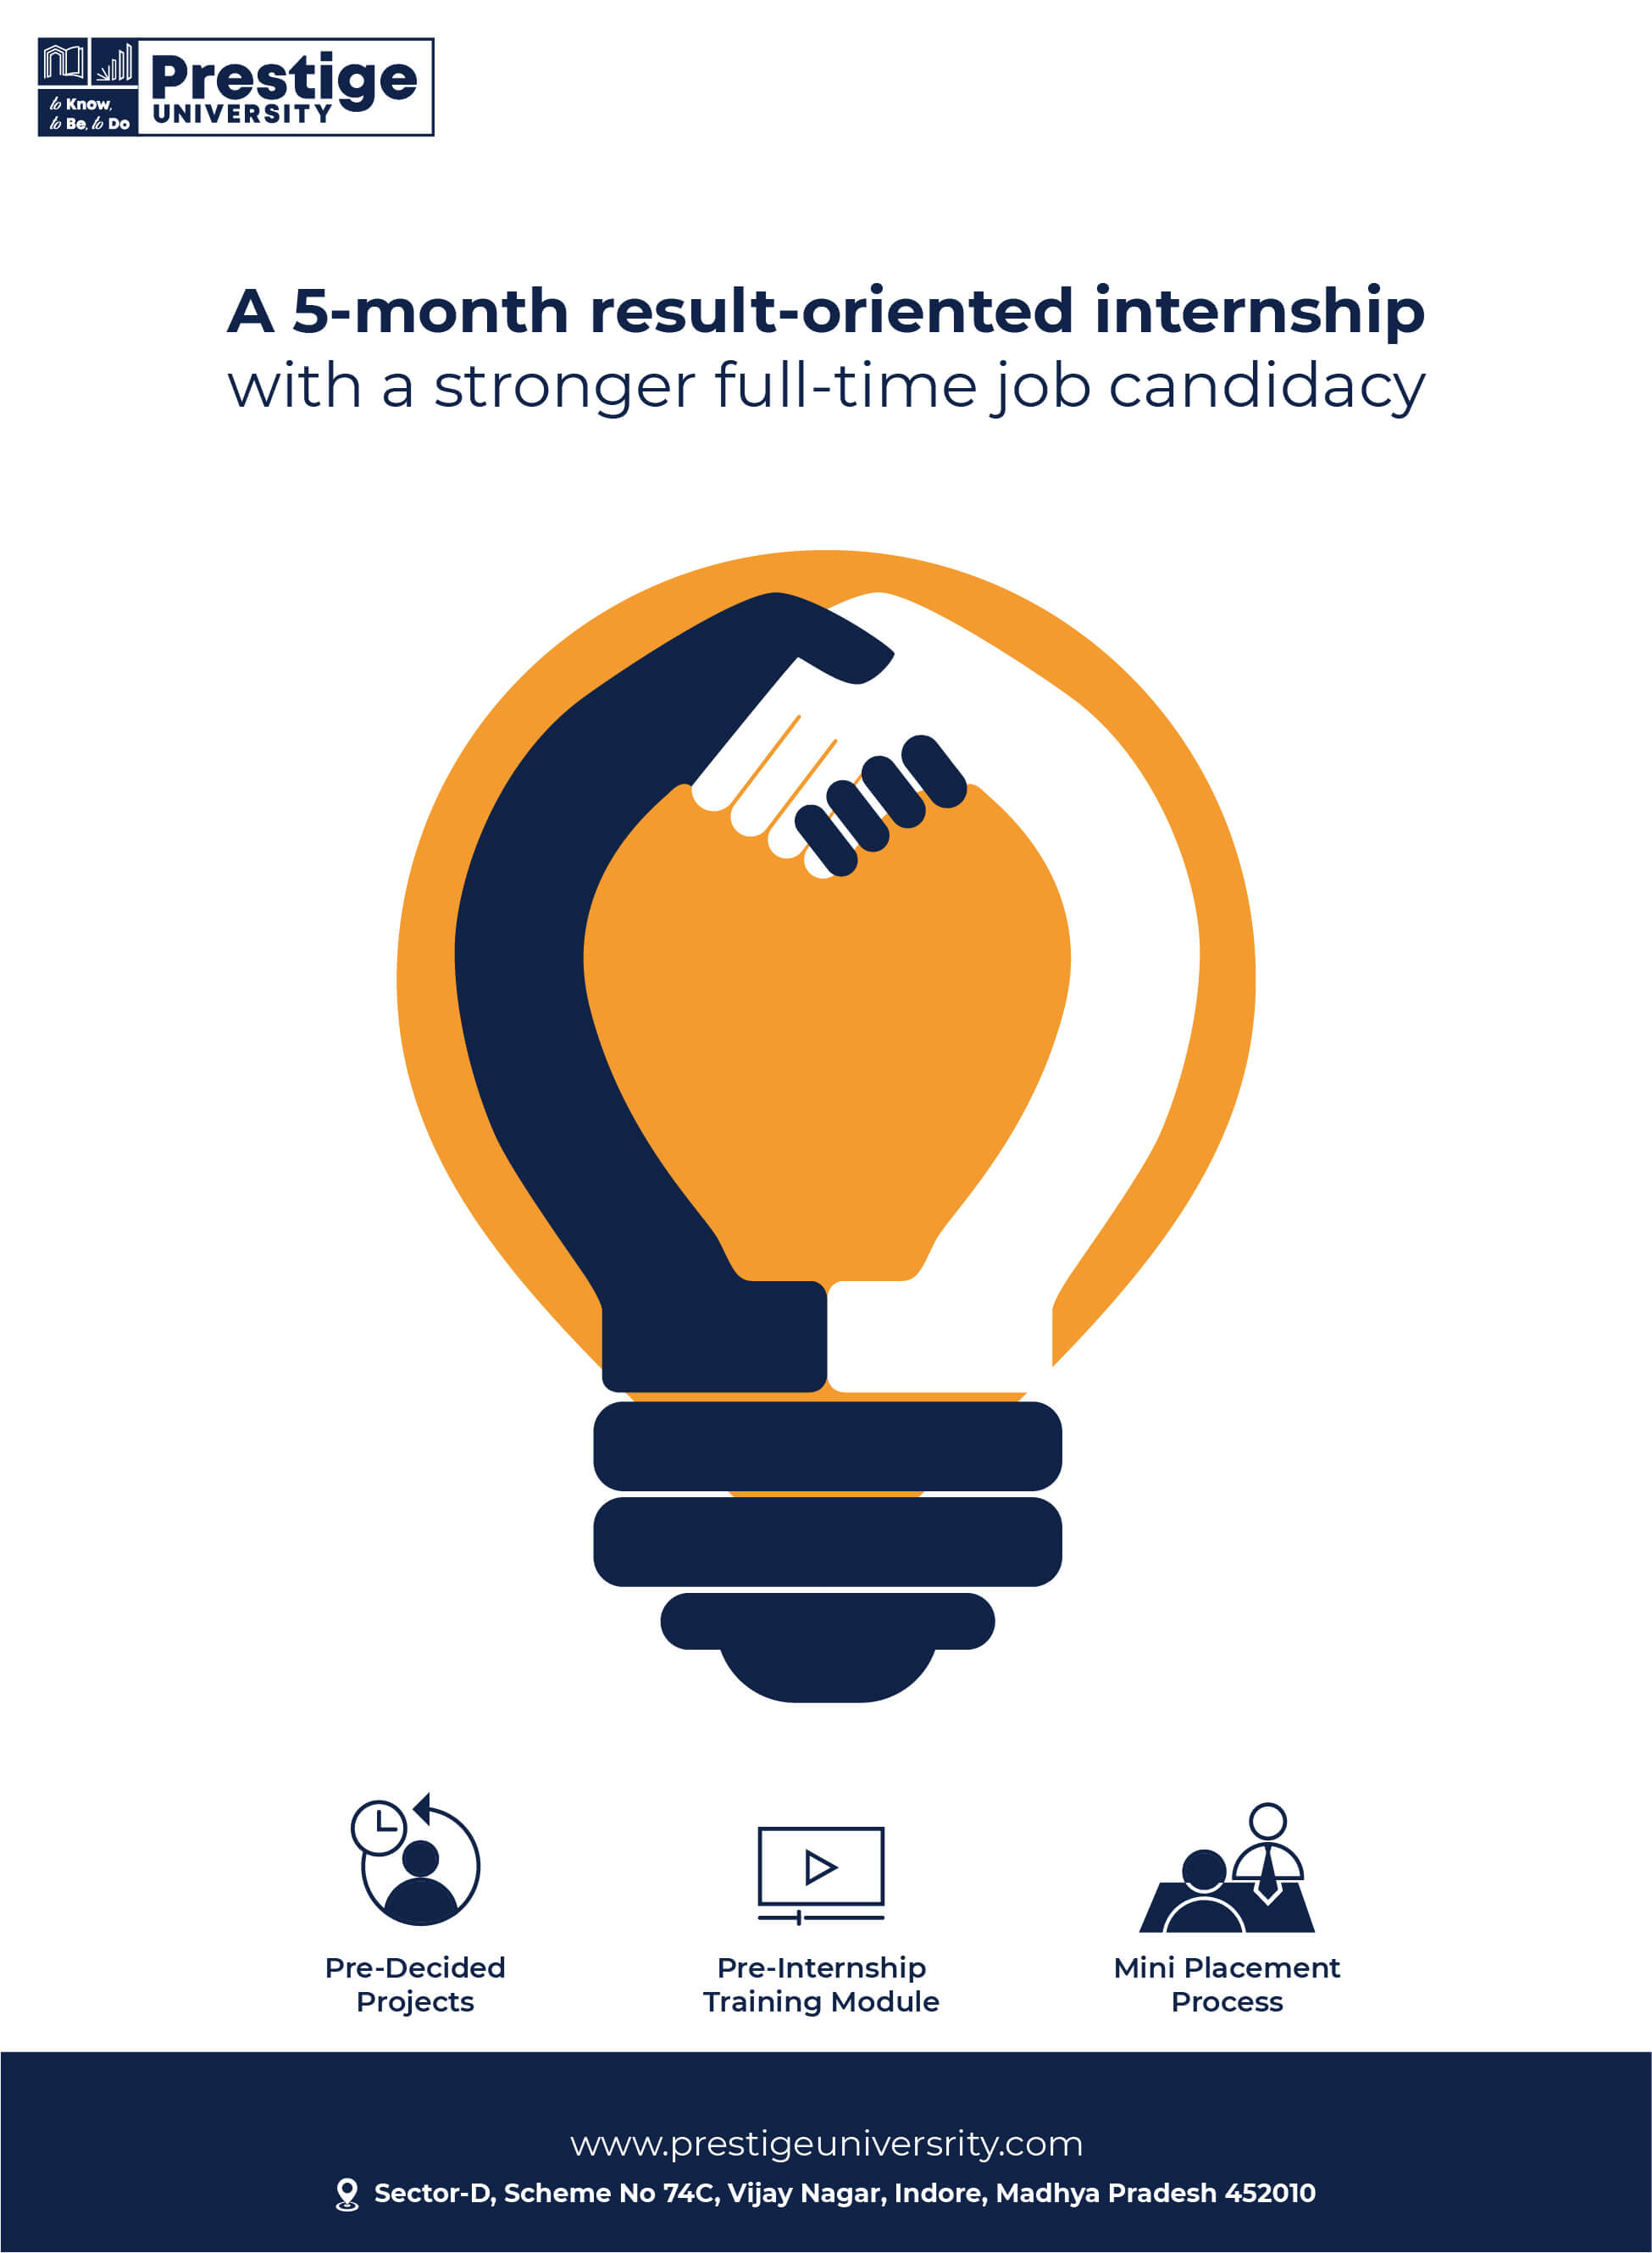 to Know,
to Be, to Do
Prestige
UNIVERSITY
A 5-month result-oriented internship
with a stronger full-time job candidacy
Pre-Decided
Projects
Pre-Internship
Training Module
Mini Placement
Process
www.prestigeuniversrity.com
Sector-D, Scheme No 74C, Vijay Nagar, Indore, Madhya Pradesh 452010